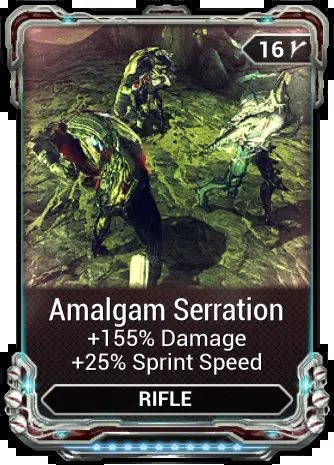 16
Amalgam Serration
+155% Damage
+25% Sprint Speed
RIFLE